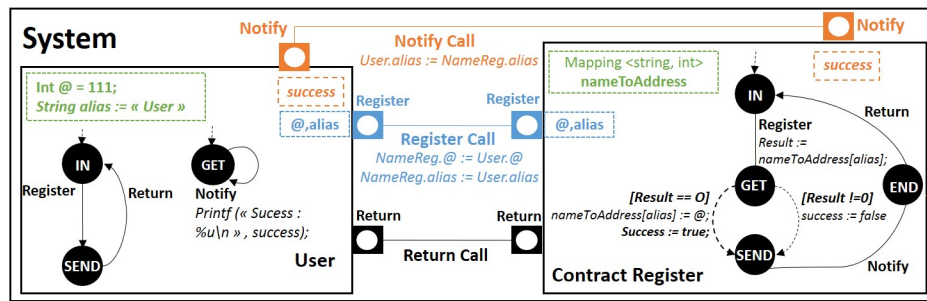 System
Notify
Notify
Notify Call
User.alias := NameReg.alias
Int @ = 111;
String alias := « User »
success
Mapping <string, int>
nameToAddress
success
Register
Register
@,alias
@,alias
Register Call
NameReg.@ := User.@
NameReg.alias := User.alias
IN
GET
Register
Return
Notify
Printf (« Sucess :
%u\n » , success);
SEND
User
Return
Return
Return Call
IN
Return
Register
Result :=
nameToAddress[alias];
GET
END
[Result == O]
nameToAddress[alias] := @;
Success := true;
[Result !=0]
success := false
SEND
Notify
Contract Register